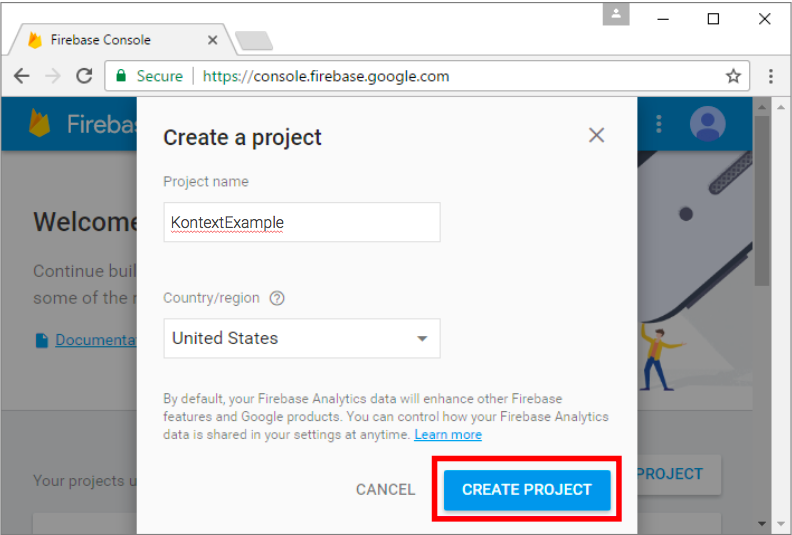 Firebase Console
Secure https://console.firebase.google.com
Create a project
Project name
KontextExample
Welcome
Continue
some of the
Country/region
United States
By default, your Firebase Analytics data will enhance other Firebase
features and Google products. You can control how your Firebase Analytics
data is shared in your settings at anytime. Learn more
Your projects
CANCEL
CREATE PROJECT
PROJECT